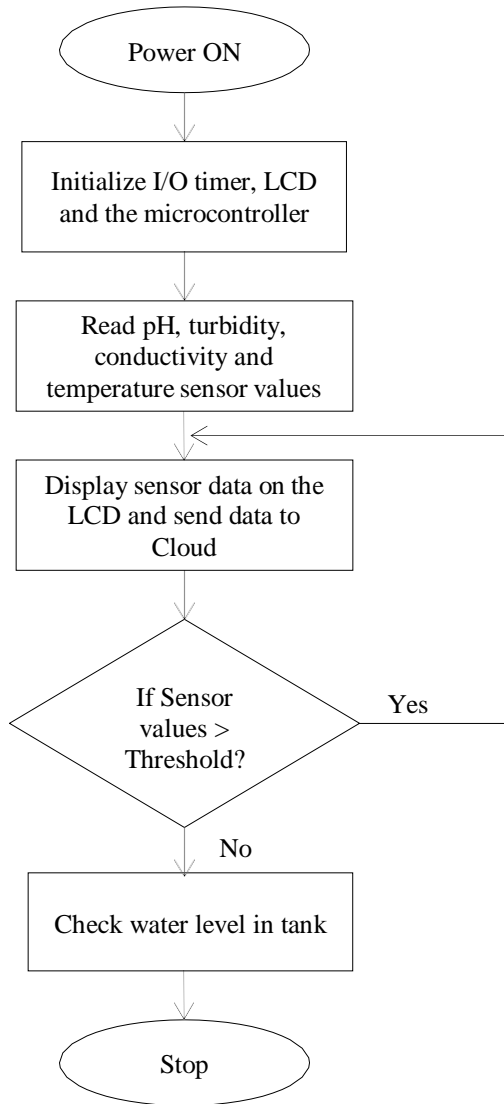 Power ON
Initialize I/O timer, LCD
and the microcontroller
Read pH, turbidity,
conductivity and
temperature sensor values
Display sensor data on the
LCD and send data to
Cloud
If Sensor
values >
Threshold?
Yes
No
Check water level in tank
Stop